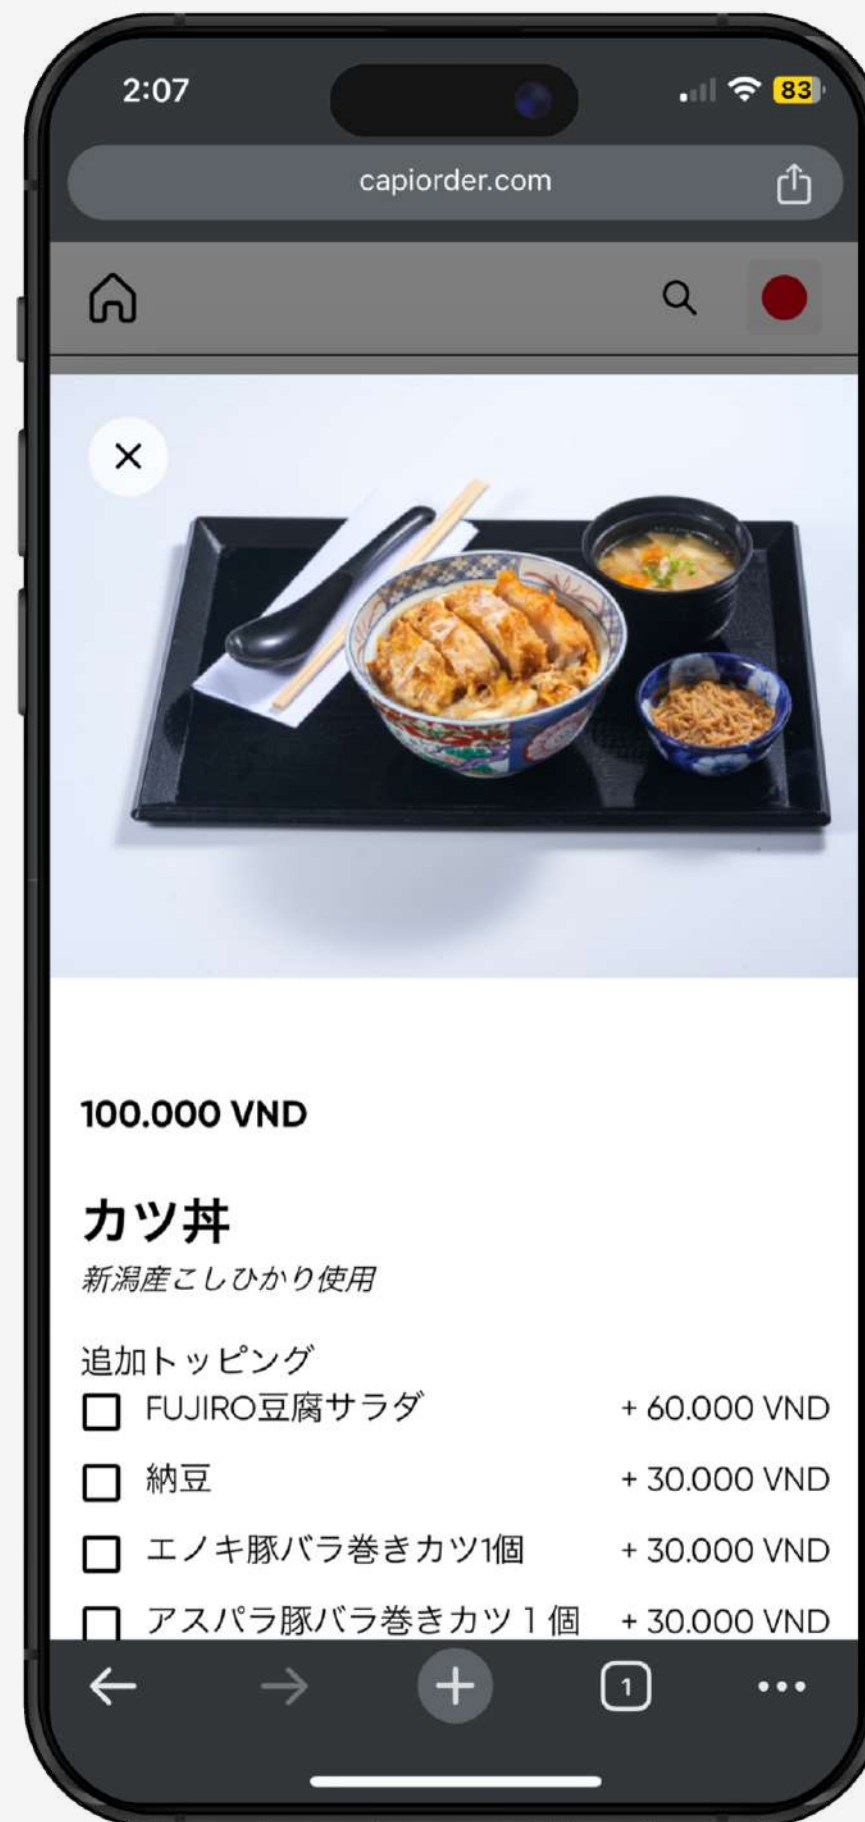 2:07
83
capiorder.com
100.000 VND
カツ丼
新潟産こしひかり使用
追加トッピング
FUJIRO豆腐サラダ + 60.000 VND
納豆 + 30.000 VND
エノキ豚バラ巻きカツ1個 + 30.000 VND
アスパラ豚バラ巻きカツ１個 + 30.000 VND
1